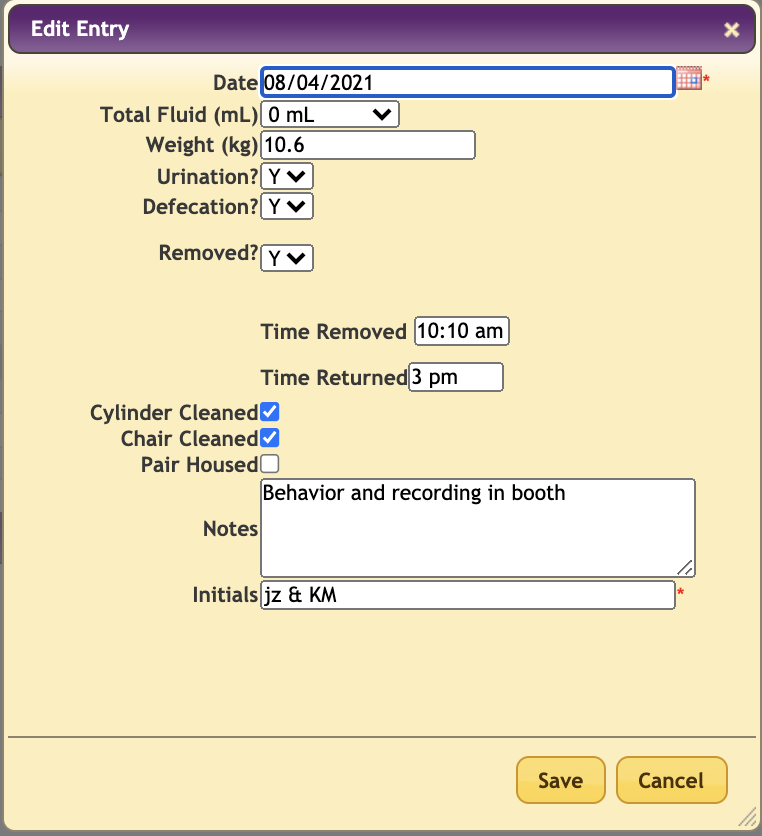 Edit Entry ×
Date 08/04/2021 *
Total Fluid (mL) 0 mL
Weight (kg) 10.6
Urination? Y
Defecation? Y
Removed? Y
Time Removed 10:10 am
Time Returned 3 pm
Cylinder Cleaned
Chair Cleaned
Pair Housed
Notes Behavior and recording in booth
Initials jz & KM *
Save Cancel